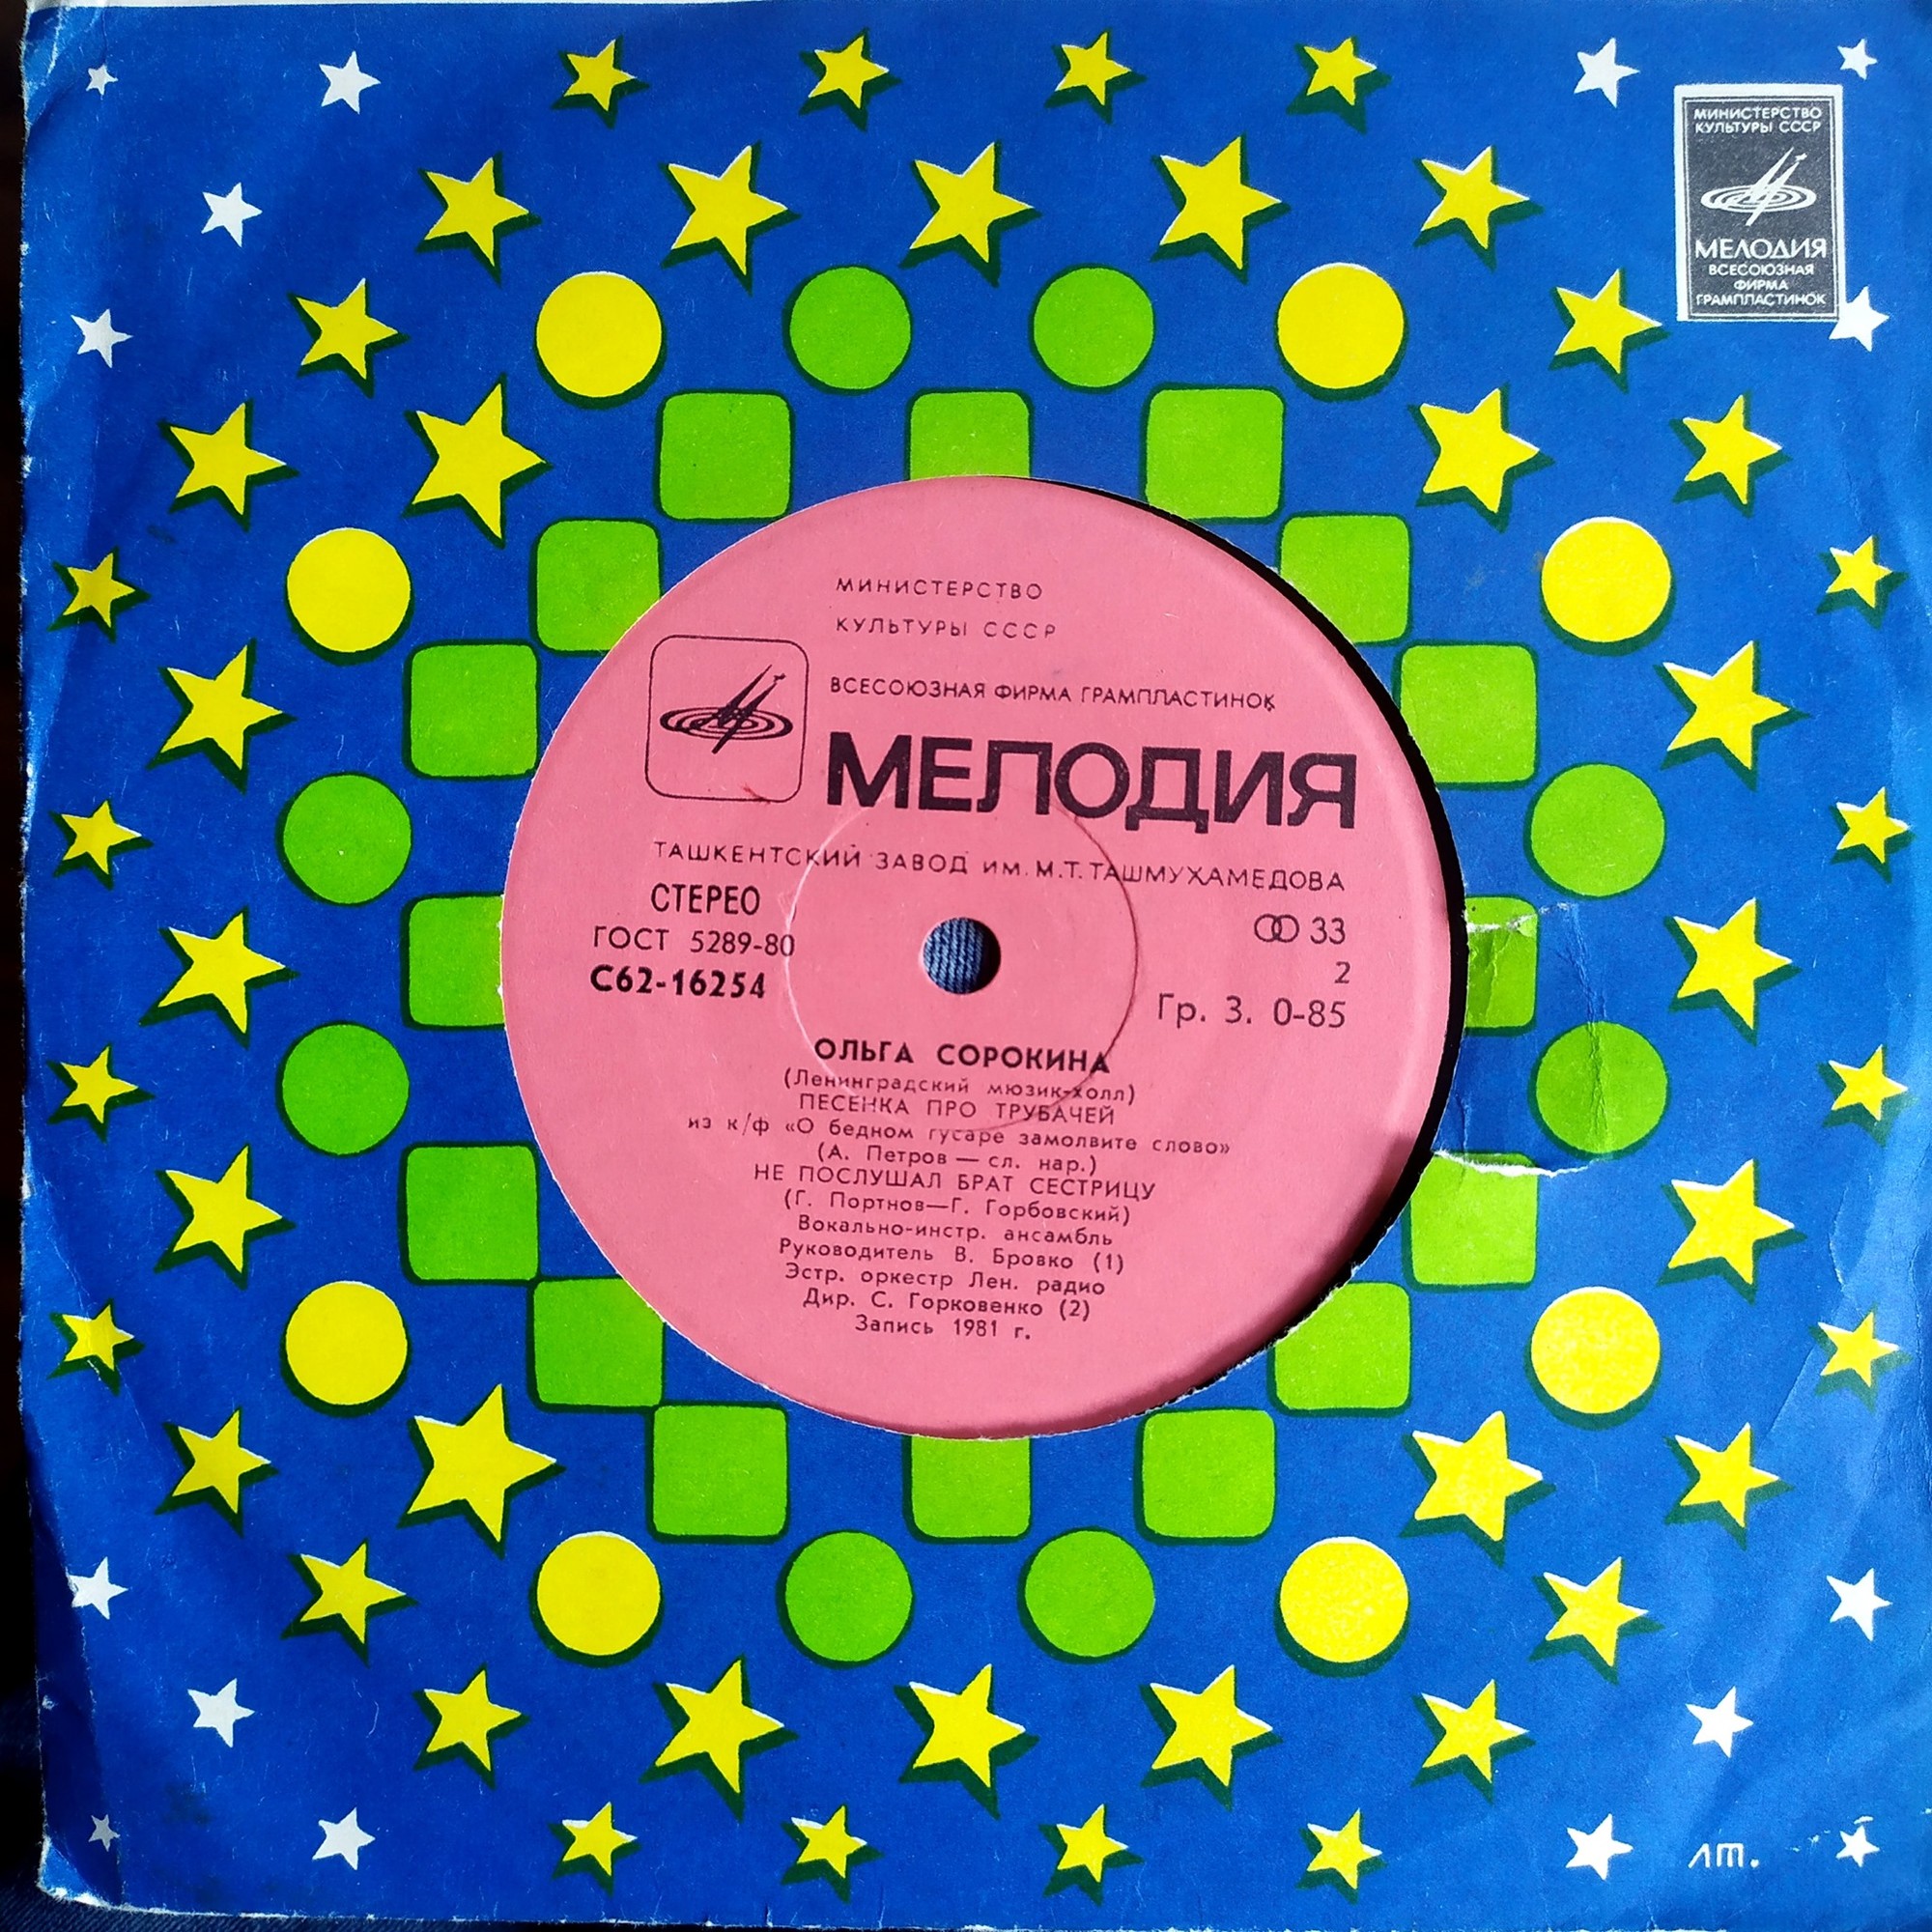 МИНИСТЕРСТВО
КУЛЬТУРЫ СССР
МЕЛОДИЯ
ВСЕСОЮЗНАЯ
ФИРМА
ГРАМПЛАСТИНОК
МИНИСТЕРСТВО
КУЛЬТУРЫ СССР
ВСЕСОЮЗНАЯ ФИРМА ГРАМПЛАСТИНОК
МЕЛОДИЯ
ТАШКЕНТСКИЙ ЗАВОД ИМ. М.Т. ТАШМУХАМЕДОВА
СТЕРЕО
ГОСТ 5289-80
С62-16254
33
2
Гр. 3. 0-85
ОЛЬГА СОРОКИНА
(Ленинградский мюзик-холл)
ПЕСЕНКА ПРО ТРУБАЧЕЙ
из к/ф «О бедном гусаре замолвите слово»
(А. Петров — сл. нар.)
НЕ ПОСЛУШАЛ БРАТ СЕСТРИЦУ
(Г. Портнов—Г. Горбовский)
Вокально-инстр. ансамбль
Руководитель В. Бровко (1)
Эстр. оркестр Лен. радио
Дир. С. Горковенко (2)
Запись 1981 г.
лт.